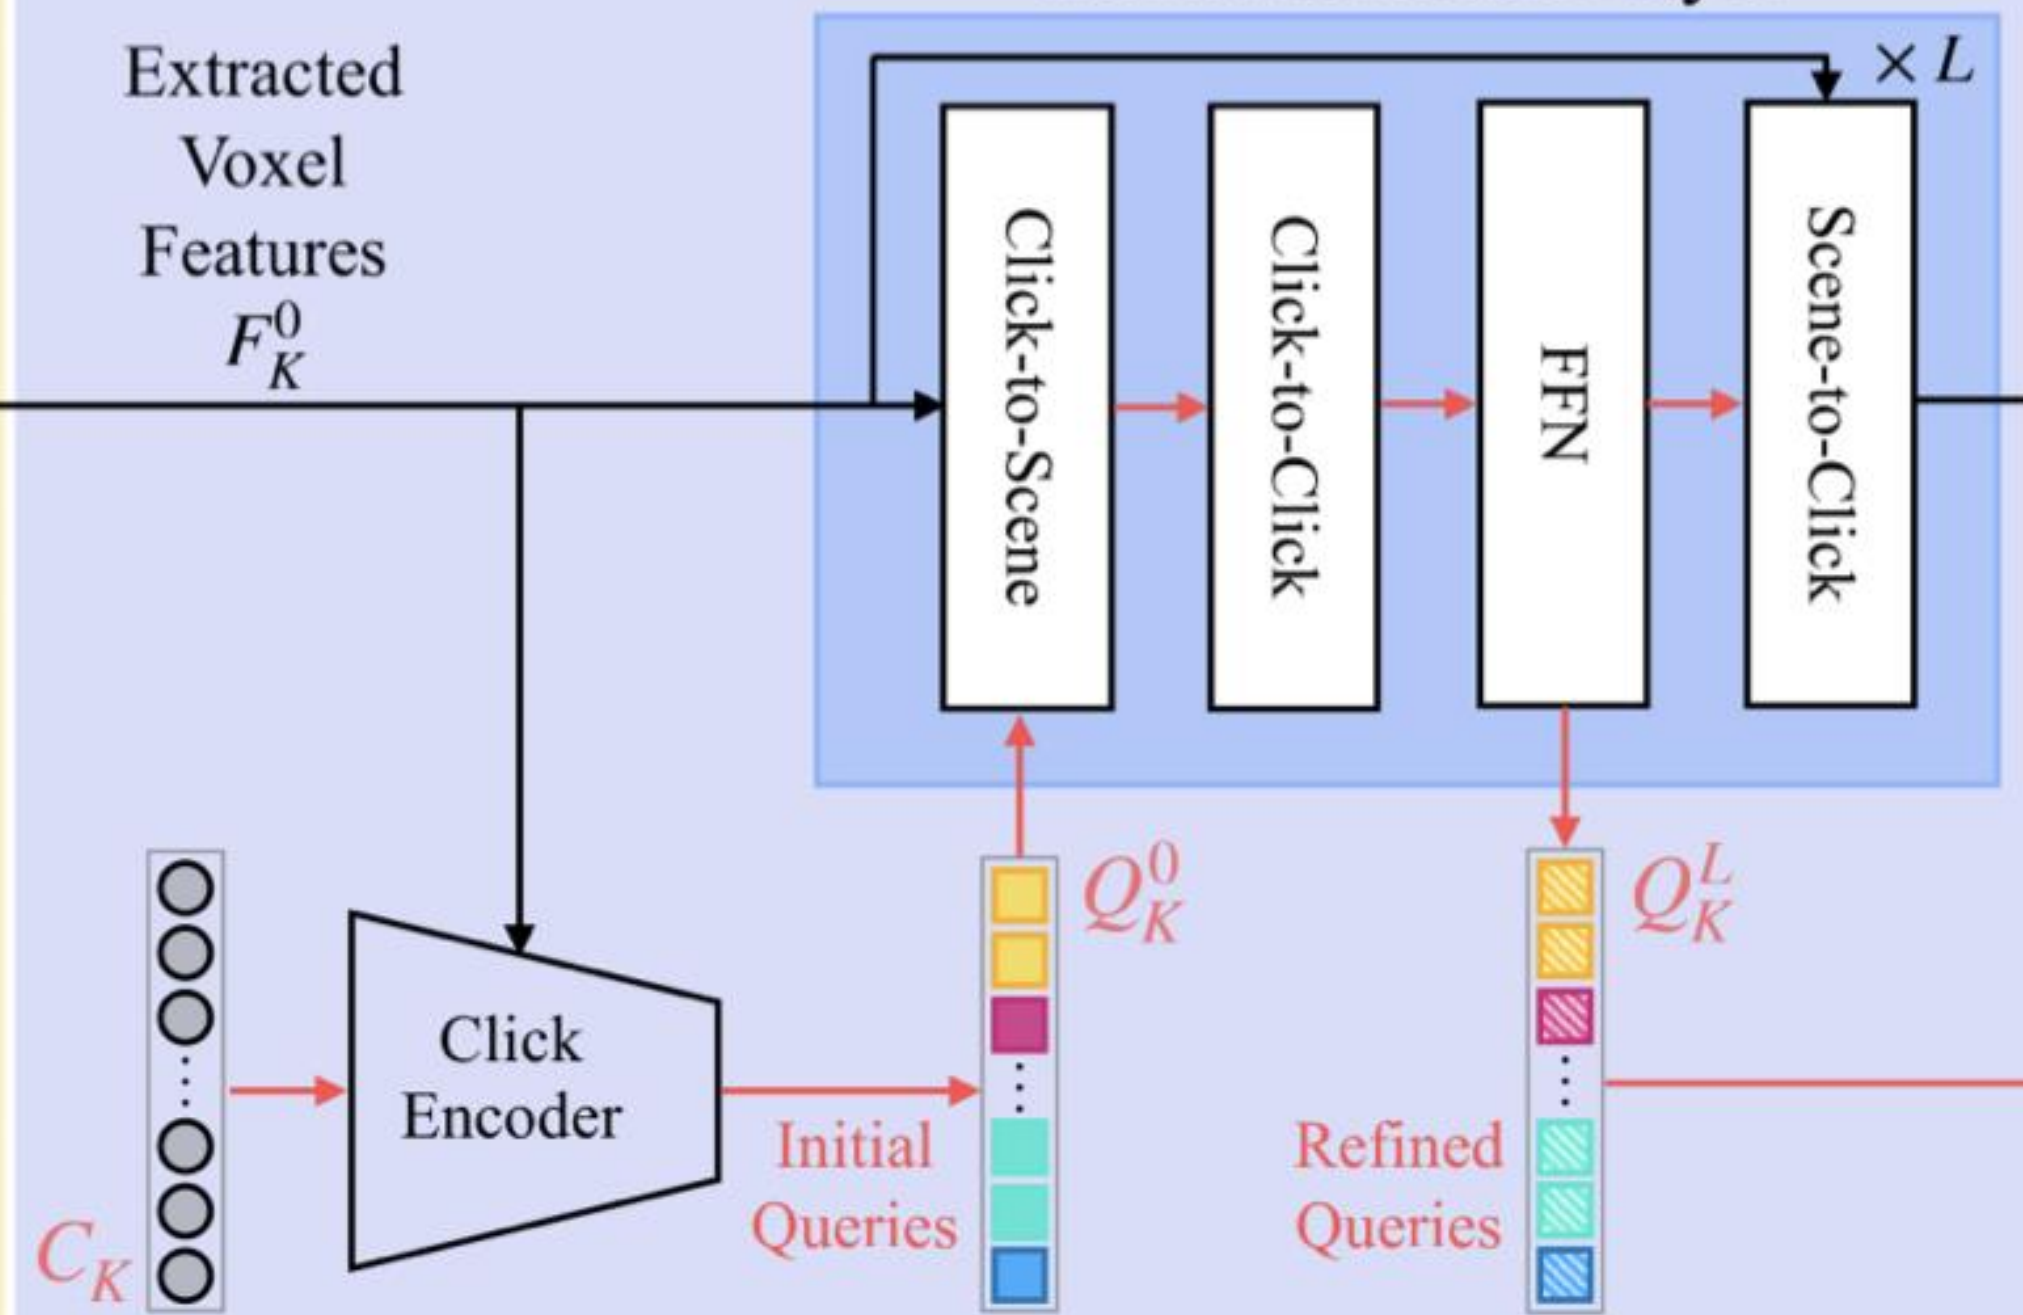 Extracted
Voxel
Features
F_K^0
× L
Click-to-Scene
Click-to-Click
FFN
Scene-to-Click
Q_K^0
Q_K^L
Click
Encoder
Initial
Queries
Refined
Queries
C_K